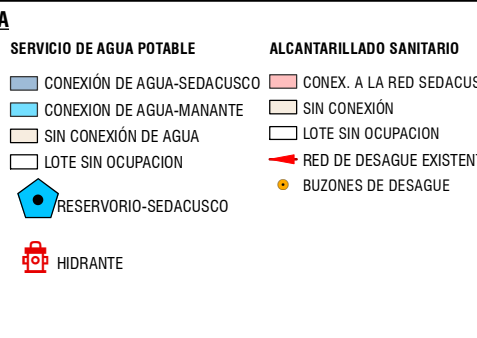 A
SERVICIO DE AGUA POTABLE
CONEXIÓN DE AGUA-SEDACUSCO
CONEXION DE AGUA-MANANTE
SIN CONEXIÓN DE AGUA
LOTE SIN OCUPACION
RESERVORIO-SEDACUSCO
HIDRANTE
ALCANTARILLADO SANITARIO
CONEX. A LA RED SEDACUS
SIN CONEXIÓN
LOTE SIN OCUPACION
RED DE DESAGUE EXISTENT
BUZONES DE DESAGUE